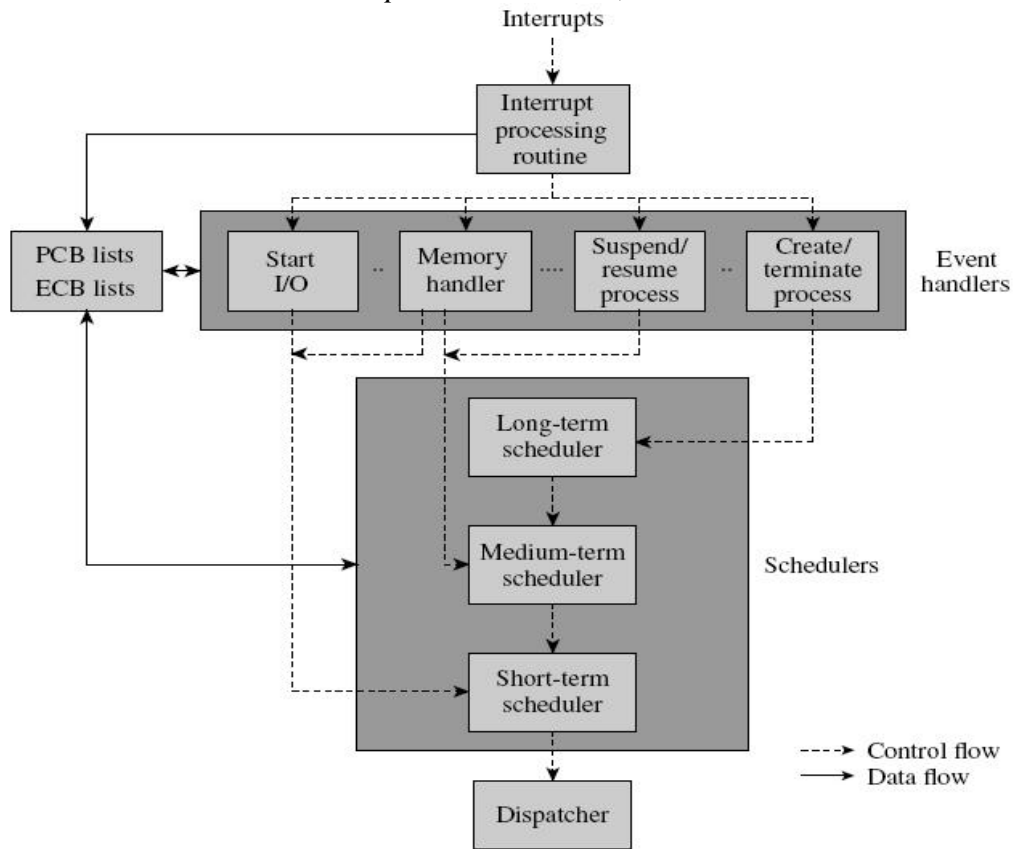 Interrupts
Interrupt
processing
routine
PCB lists
ECB lists
Start
I/O
..
Memory
handler
....
Suspend/
resume
process
..
Create/
terminate
process
Event
handlers
Long-term
scheduler
Medium-term
scheduler
Schedulers
Short-term
scheduler
Control flow
Data flow
Dispatcher